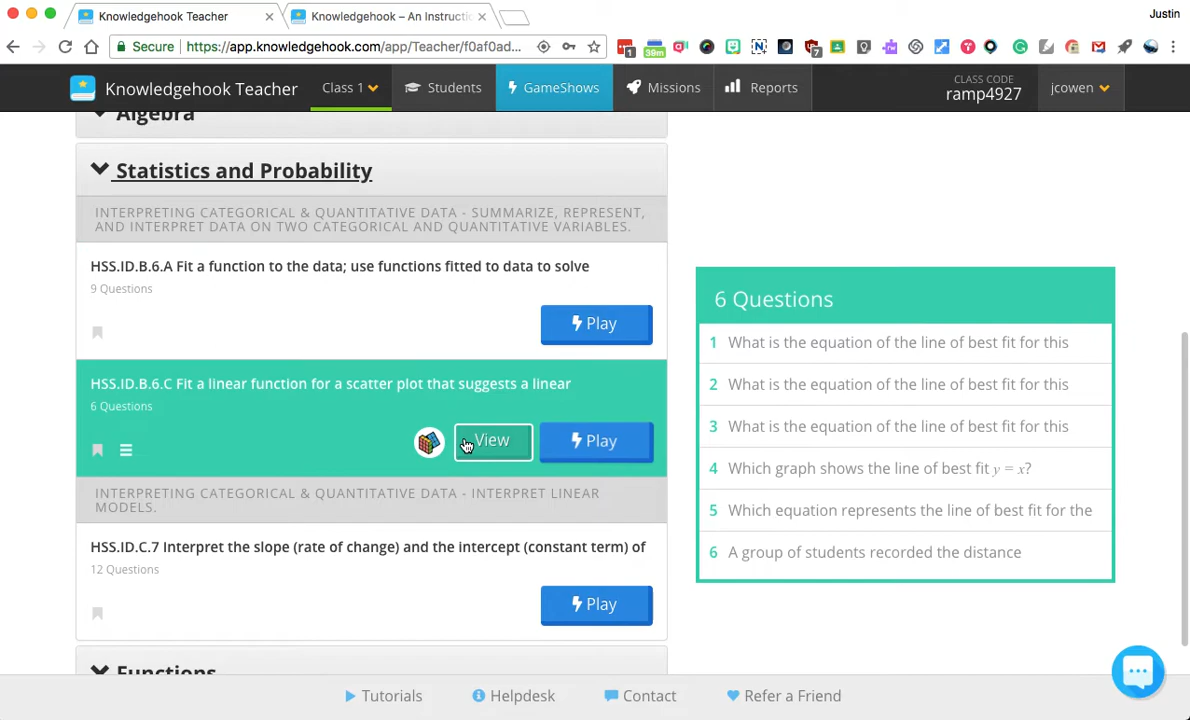 Knowledgehook Teacher
Knowledgehook – An Instructi
Justin
Secure https://app.knowledgehook.com/app/Teacher/f0af0ad...
1
39m
7
Knowledgehook Teacher
Class 1
Students
GameShows
Missions
Reports
CLASS CODE
ramp4927
jcowen
Algebra
Statistics and Probability
INTERPRETING CATEGORICAL & QUANTITATIVE DATA - SUMMARIZE, REPRESENT,
AND INTERPRET DATA ON TWO CATEGORICAL AND QUANTITATIVE VARIABLES.
HSS.ID.B.6.A Fit a function to the data; use functions fitted to data to solve
9 Questions
Play
HSS.ID.B.6.C Fit a linear function for a scatter plot that suggests a linear
6 Questions
View
Play
INTERPRETING CATEGORICAL & QUANTITATIVE DATA - INTERPRET LINEAR
MODELS.
HSS.ID.C.7 Interpret the slope (rate of change) and the intercept (constant term) of
12 Questions
Play
Functions
6 Questions
1 What is the equation of the line of best fit for this
2 What is the equation of the line of best fit for this
3 What is the equation of the line of best fit for this
4 Which graph shows the line of best fit y = x?
5 Which equation represents the line of best fit for the
6 A group of students recorded the distance
Tutorials
Helpdesk
Contact
Refer a Friend